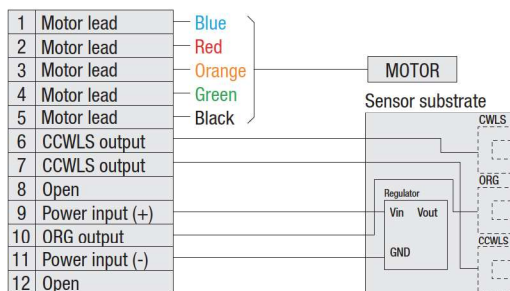 1 Motor lead Blue
2 Motor lead Red
3 Motor lead Orange
4 Motor lead Green
5 Motor lead Black
6 CCWLS output
7 CCWLS output
8 Open
9 Power input (+)
10 ORG output
11 Power input (-)
12 Open
MOTOR
Sensor substrate
CWLS
ORG
CCWLS
Regulator
Vin Vout
GND